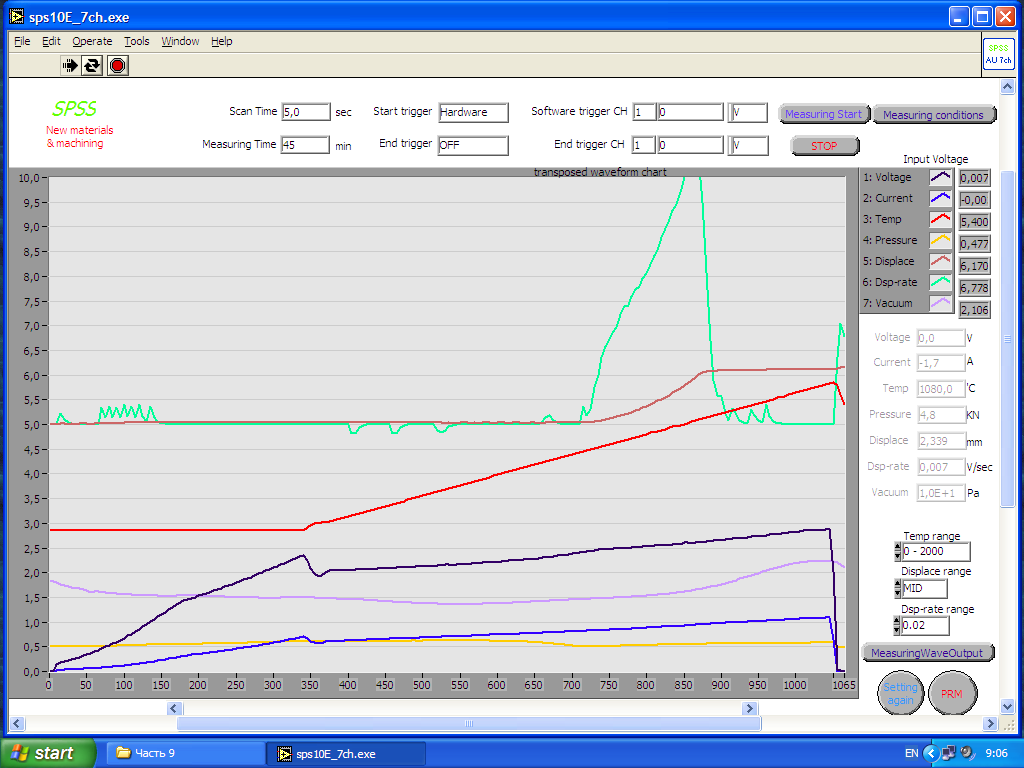 sps10E_7ch.exe
File Edit Operate Tools Window Help
SPSS
AU 7ch
SPSS
New materials
& machining
Scan Time 5,0 sec Start trigger Hardware Software trigger CH 1 0 V Measuring Start Measuring conditions
Measuring Time 45 min End trigger OFF End trigger CH 1 0 V STOP
Input Voltage
transposed waveform chart
10,0
9,5
9,0
8,5
8,0
7,5
7,0
6,5
6,0
5,5
5,0
4,5
4,0
3,5
3,0
2,5
2,0
1,5
1,0
0,5
0,0
0 50 100 150 200 250 300 350 400 450 500 550 600 650 700 750 800 850 900 950 1000 1065
1: Voltage 0,007
2: Current -0,00
3: Temp 5,400
4: Pressure 0,477
5: Displace 6,170
6: Dsp-rate 6,778
7: Vacuum 2,106
Voltage 0,0 V
Current -1,7 A
Temp 1080,0 'C
Pressure 4,8 KN
Displace 2,339 mm
Dsp-rate 0,007 V/sec
Vacuum 1,0E+1 Pa
Temp range
0 - 2000
Displace range
MID
Dsp-rate range
0.02
MeasuringWaveOutput
Setting
again
PRM
start Часть 9 sps10E_7ch.exe EN 9:06